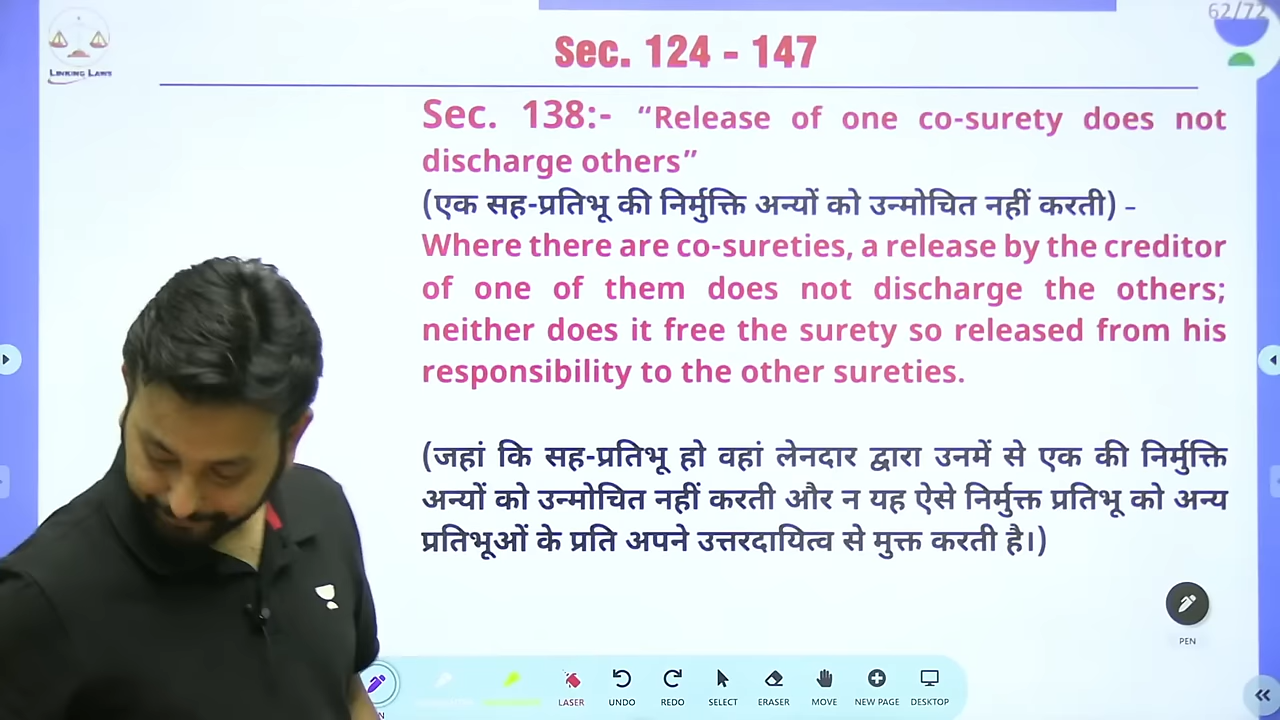 62/72
LINKING LAWS
Sec. 124 - 147
Sec. 138:- “Release of one co-surety does not
discharge others”
(एक सह-प्रतिभू की निर्मुक्ति अन्यों को उन्मोचित नहीं करती) –
Where there are co-sureties, a release by the creditor
of one of them does not discharge the others;
neither does it free the surety so released from his
responsibility to the other sureties.
(जहां कि सह-प्रतिभू हो वहां लेनदार द्वारा उनमें से एक की निर्मुक्ति
अन्यों को उन्मोचित नहीं करती और न यह ऐसे निर्मुक्त प्रतिभू को अन्य
प्रतिभूओं के प्रति अपने उत्तरदायित्व से मुक्त करती है।)
PEN
LASER UNDO REDO SELECT ERASER MOVE NEW PAGE DESKTOP